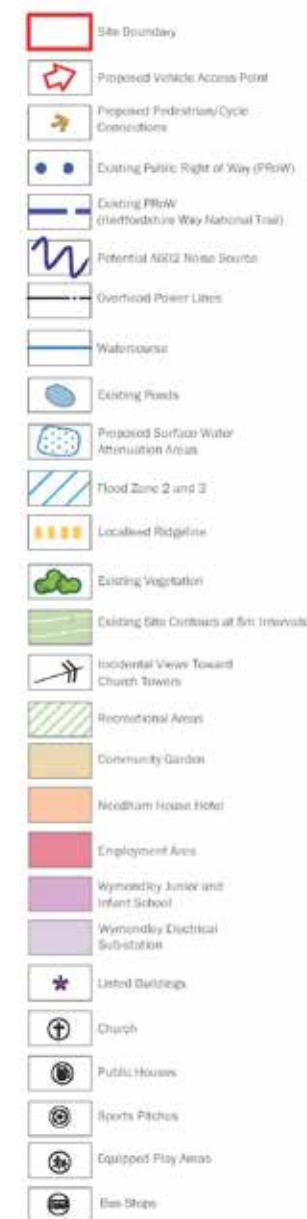 Site Boundary
Proposed Vehicle Access Point
Proposed Pedestrian/Cycle
Connections
Existing Public Right of Way (PRoW)
Existing PRoW
(Hertfordshire Way National Trail)
Potential A602 Noise Source
Overhead Power Lines
Watercourse
Existing Ponds
Proposed Surface Water
Attenuation Areas
Flood Zone 2 and 3
Localised Ridgeline
Existing Vegetation
Existing Site Contours at 5m Intervals
Incidental Views Toward
Church Towers
Recreational Areas
Community Garden
Needham House Hotel
Employment Area
Wymondley Junior and
Infant School
Wymondley Electrical
Sub-station
Listed Buildings
Church
Public Houses
Sports Pitches
Equipped Play Areas
Bus Stops